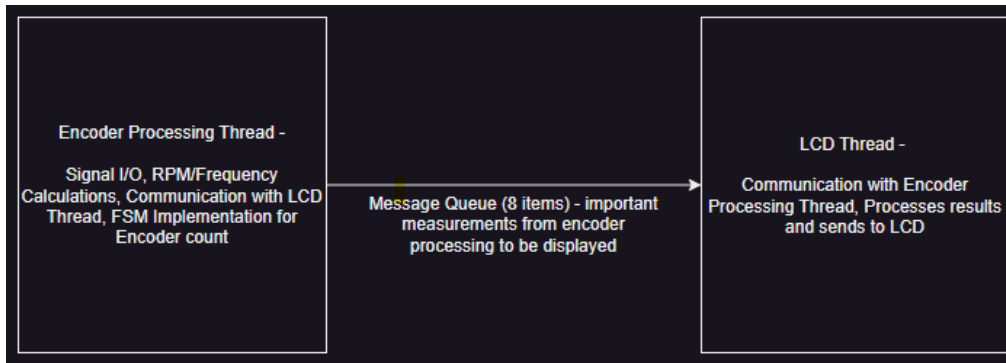 Encoder Processing Thread -
Signal I/O, RPM/Frequency
Calculations, Communication with LCD
Thread, FSM Implementation for
Encoder count
Message Queue (8 items) - important
measurements from encoder
processing to be displayed
LCD Thread -
Communication with Encoder
Processing Thread, Processes results
and sends to LCD